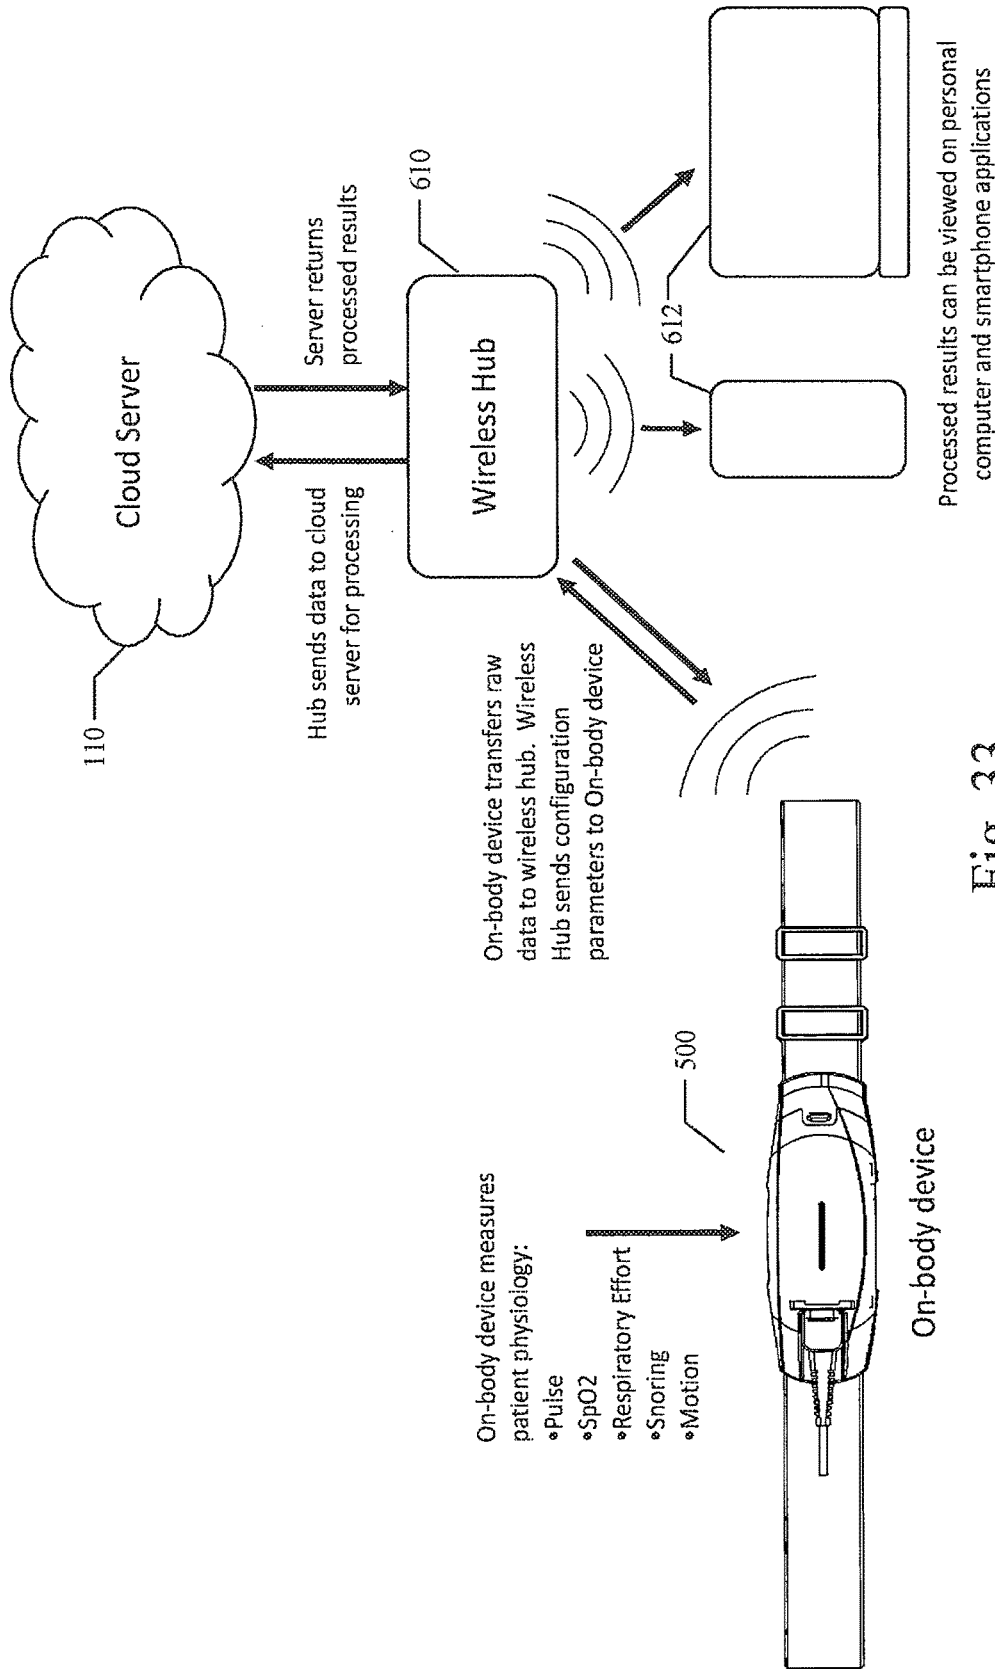 110
Cloud Server
Hub sends data to cloud
server for processing
Server returns
processed results
610
Wireless Hub
On-body device transfers raw
data to wireless hub. Wireless
Hub sends configuration
parameters to On-body device
612
Processed results can be viewed on personal
computer and smartphone applications
On-body device measures
patient physiology:
•Pulse
•SpO2
•Respiratory Effort
•Snoring
•Motion
500
On-body device